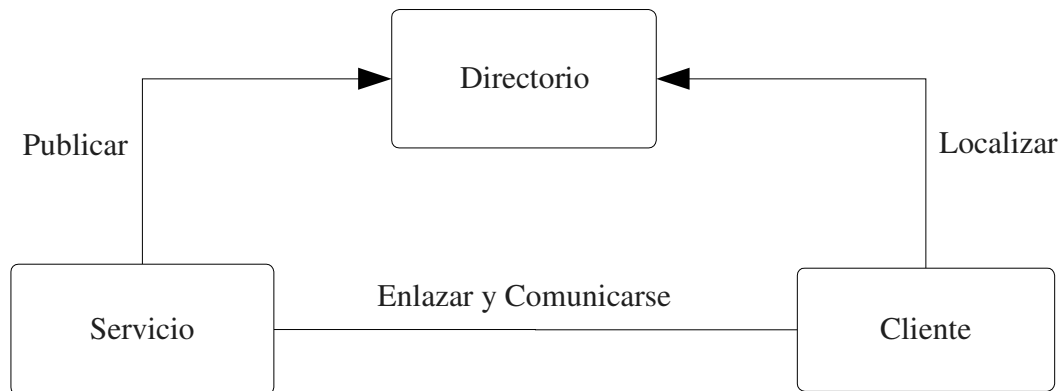 Directorio
Publicar
Localizar
Enlazar y Comunicarse
Servicio
Cliente